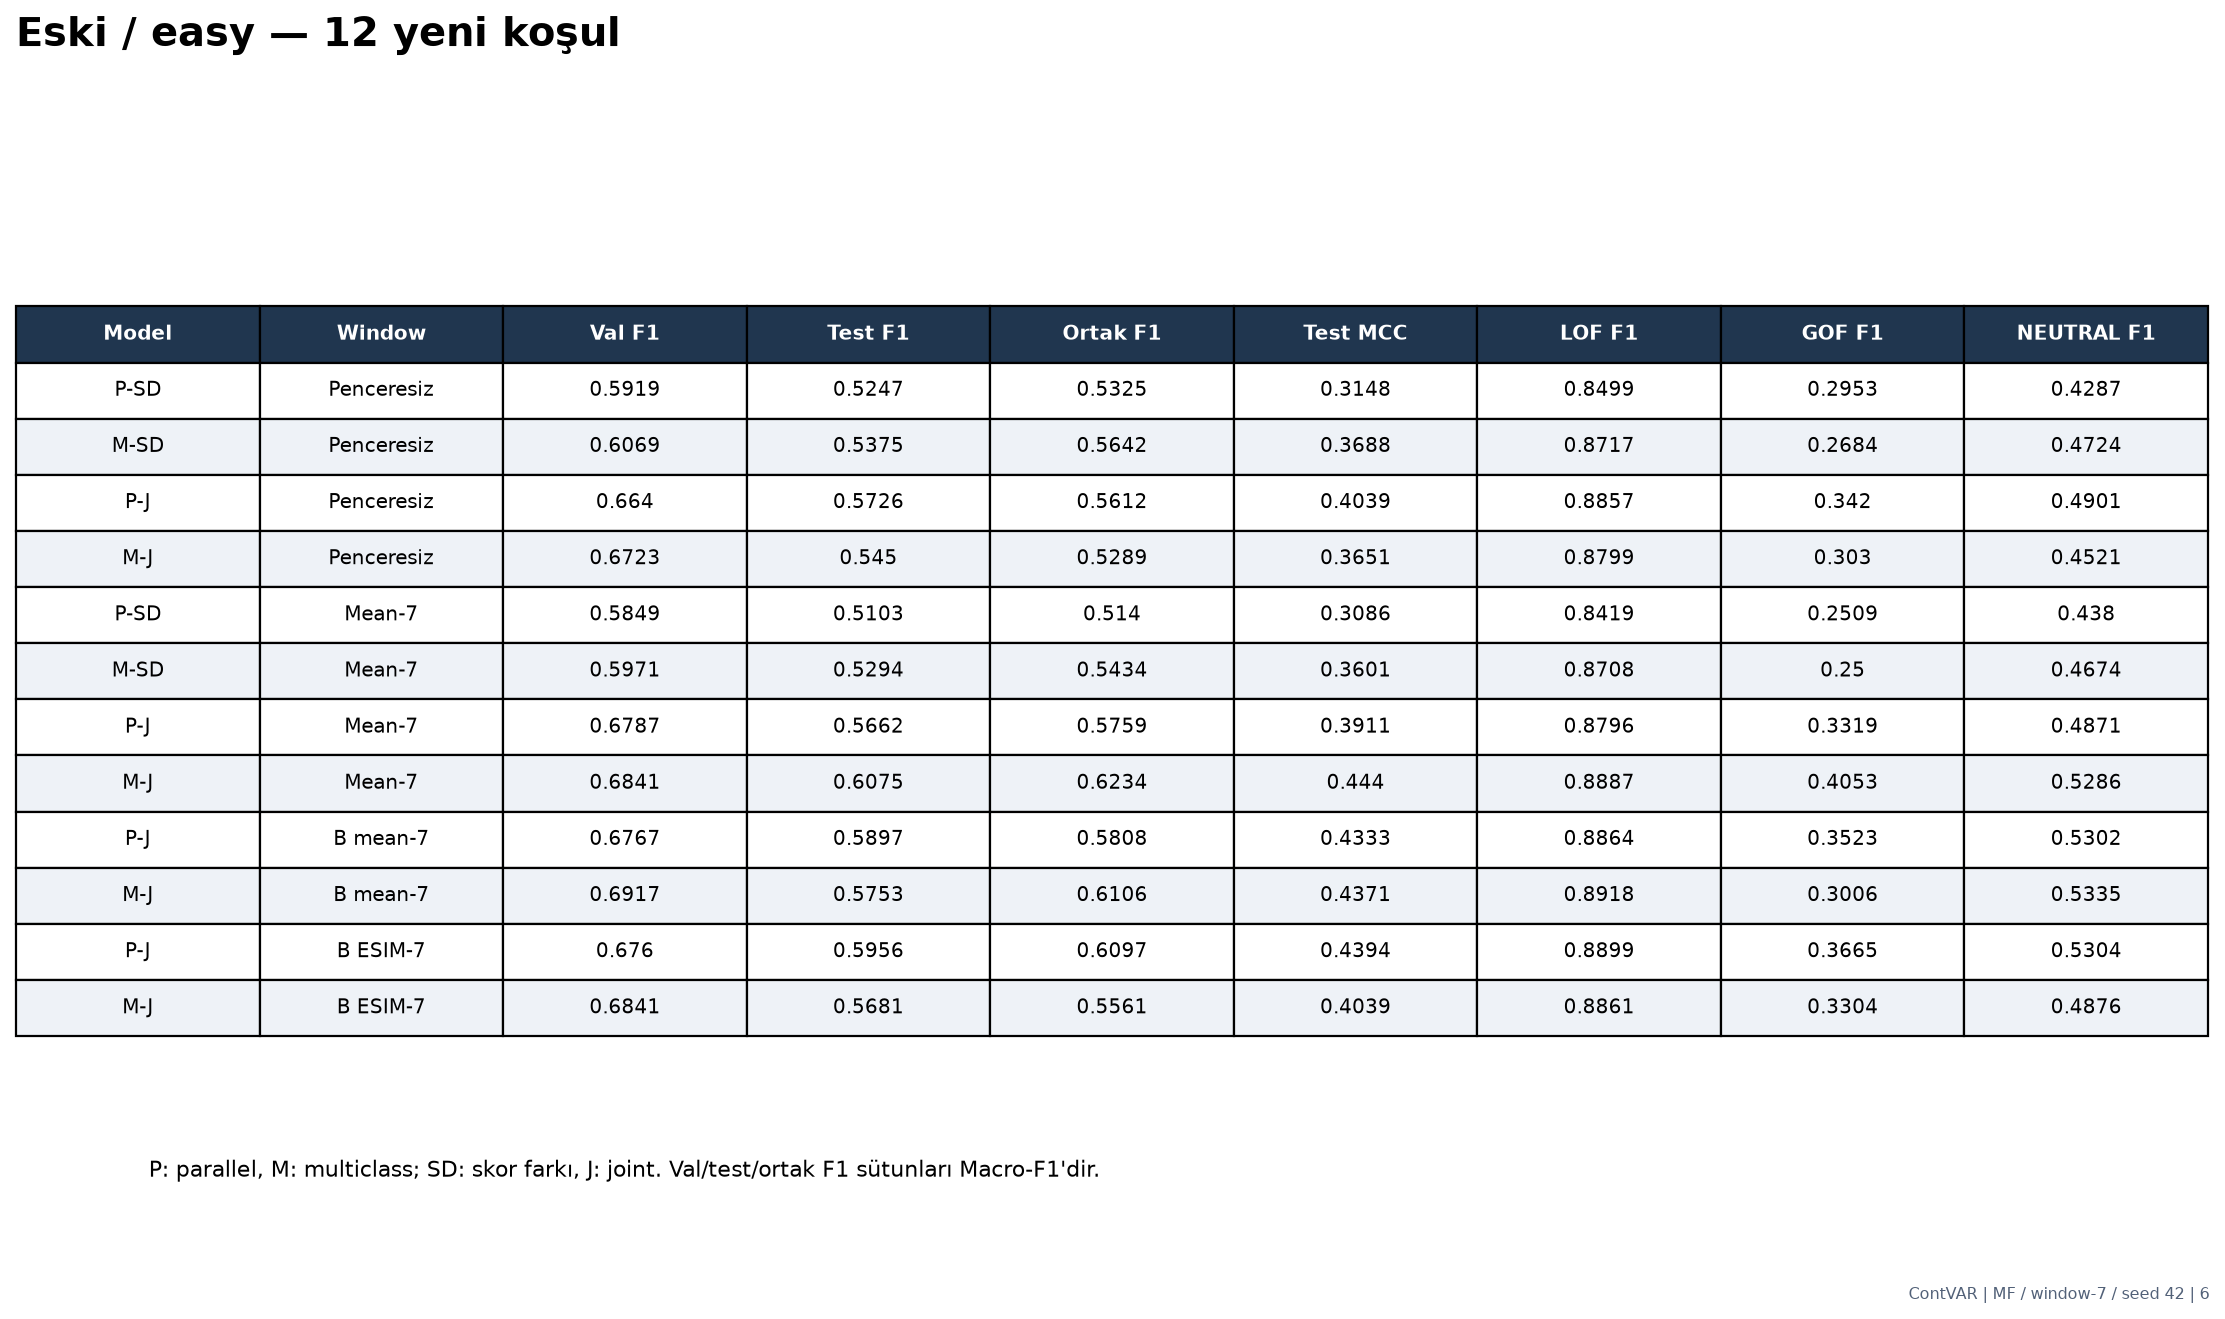 Eski / easy — 12 yeni koşul
Model Window Val F1 Test F1 Ortak F1 Test MCC LOF F1 GOF F1 NEUTRAL F1
P-SD Penceresiz 0.5919 0.5247 0.5325 0.3148 0.8499 0.2953 0.4287
M-SD Penceresiz 0.6069 0.5375 0.5642 0.3688 0.8717 0.2684 0.4724
P-J Penceresiz 0.664 0.5726 0.5612 0.4039 0.8857 0.342 0.4901
M-J Penceresiz 0.6723 0.545 0.5289 0.3651 0.8799 0.303 0.4521
P-SD Mean-7 0.5849 0.5103 0.514 0.3086 0.8419 0.2509 0.438
M-SD Mean-7 0.5971 0.5294 0.5434 0.3601 0.8708 0.25 0.4674
P-J Mean-7 0.6787 0.5662 0.5759 0.3911 0.8796 0.3319 0.4871
M-J Mean-7 0.6841 0.6075 0.6234 0.444 0.8887 0.4053 0.5286
P-J B mean-7 0.6767 0.5897 0.5808 0.4333 0.8864 0.3523 0.5302
M-J B mean-7 0.6917 0.5753 0.6106 0.4371 0.8918 0.3006 0.5335
P-J B ESIM-7 0.676 0.5956 0.6097 0.4394 0.8899 0.3665 0.5304
M-J B ESIM-7 0.6841 0.5681 0.5561 0.4039 0.8861 0.3304 0.4876
P: parallel, M: multiclass; SD: skor farkı, J: joint. Val/test/ortak F1 sütunları Macro-F1'dir.
ContVAR | MF / window-7 / seed 42 | 6